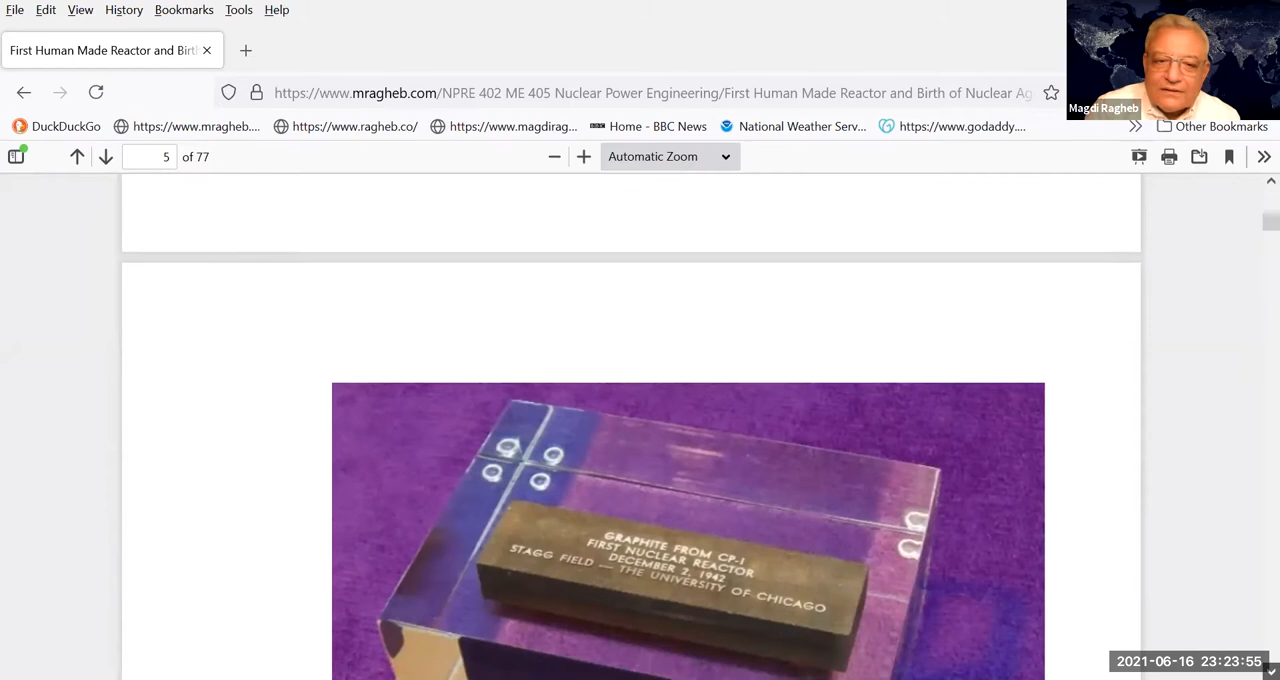 File Edit View History Bookmarks Tools Help
First Human Made Reactor and Birt
https://www.mragheb.com/NPRE 402 ME 405 Nuclear Power Engineering/First Human Made Reactor and Birth of Nuclear Ag
Magdi Ragheb
DuckDuckGo https://www.mragheb.... https://www.ragheb.co/ https://www.magdirag... BBC Home - BBC News National Weather Serv... https://www.godaddy.... Other Bookmarks
5 of 77 Automatic Zoom
GRAPHITE FROM CP-1
FIRST NUCLEAR REACTOR
DECEMBER 2, 1942
STAGG FIELD — THE UNIVERSITY OF CHICAGO
2021-06-16 23:23:55